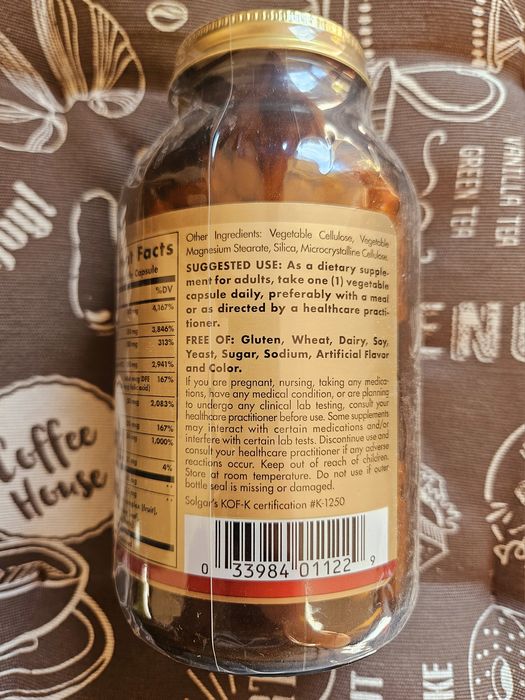 t Facts
Capsule
%DV
4,167%
3,846%
313%
2,941%
167%
2,083%
167%
1,000%
4%
Other Ingredients: Vegetable Cellulose, Vegetable
Magnesium Stearate, Silica, Microcrystalline Cellulose.
SUGGESTED USE: As a dietary supple-
ment for adults, take one (1) vegetable
capsule daily, preferably with a meal
or as directed by a healthcare practi-
tioner.
FREE OF: Gluten, Wheat, Dairy, Soy,
Yeast, Sugar, Sodium, Artificial Flavor
and Color.
If you are pregnant, nursing, taking any medica-
tions, have any medical condition, or are planning
to undergo any clinical lab testing, consult your
healthcare practitioner before use. Some supplements
may interact with certain medications and/or
interfere with certain lab tests. Discontinue use and
consult your healthcare practitioner if any adverse
reactions occur. Keep out of reach of children.
Store at room temperature. Do not use if outer
bottle seal is missing or damaged.
Solgar's KOF-K certification #K-1250
0 33984 01122 9
Coffee
House
VANILLA TEA
GREEN TEA